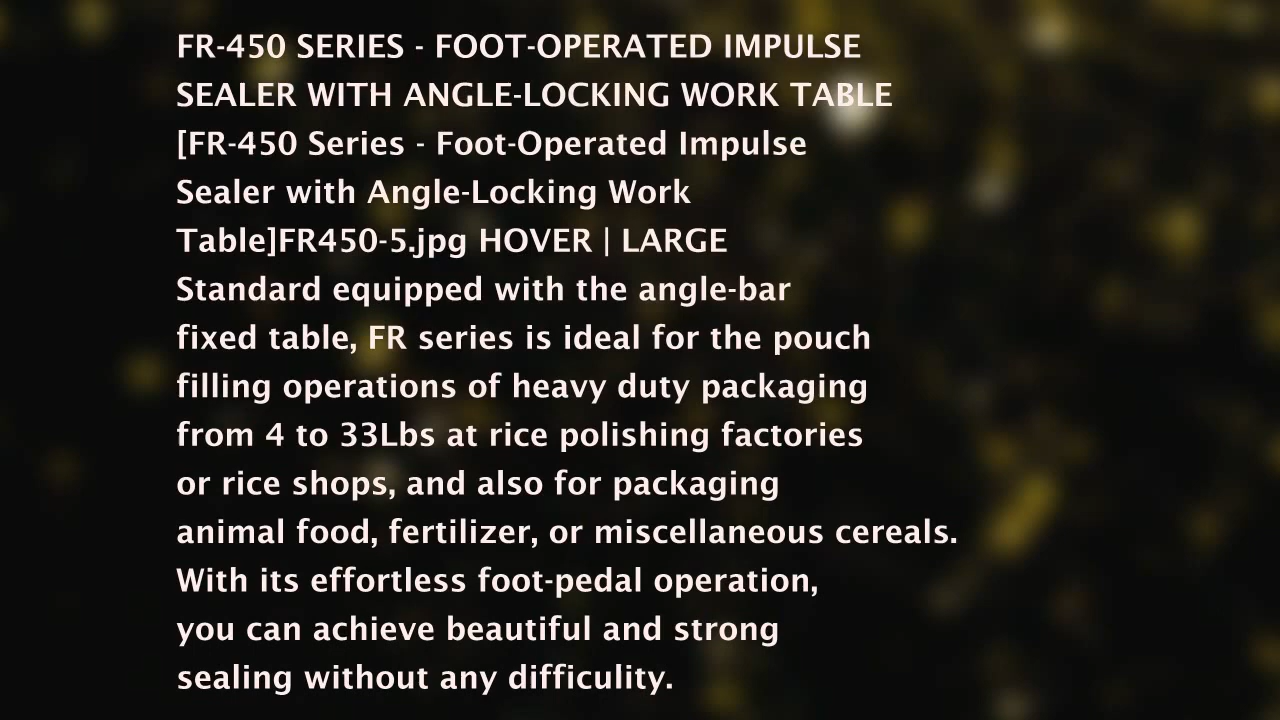 FR-450 SERIES - FOOT-OPERATED IMPULSE
SEALER WITH ANGLE-LOCKING WORK TABLE
[FR-450 Series - Foot-Operated Impulse
Sealer with Angle-Locking Work
Table]FR450-5.jpg HOVER | LARGE
Standard equipped with the angle-bar
fixed table, FR series is ideal for the pouch
filling operations of heavy duty packaging
from 4 to 33Lbs at rice polishing factories
or rice shops, and also for packaging
animal food, fertilizer, or miscellaneous cereals.
With its effortless foot-pedal operation,
you can achieve beautiful and strong
sealing without any difficulity.